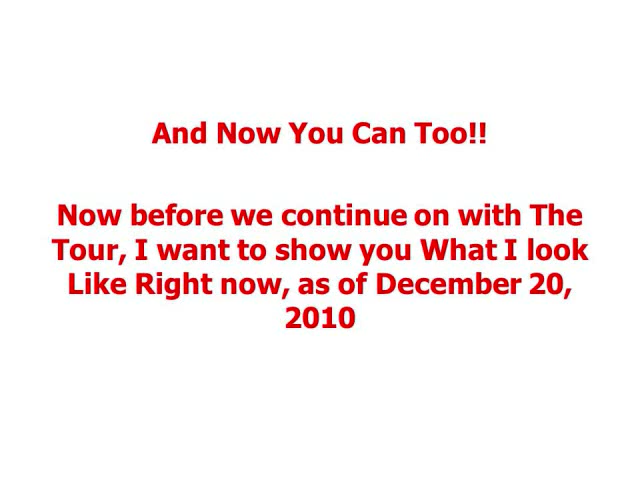 And Now You Can Too!!
Now before we continue on with The
Tour, I want to show you What I look
Like Right now, as of December 20,
2010